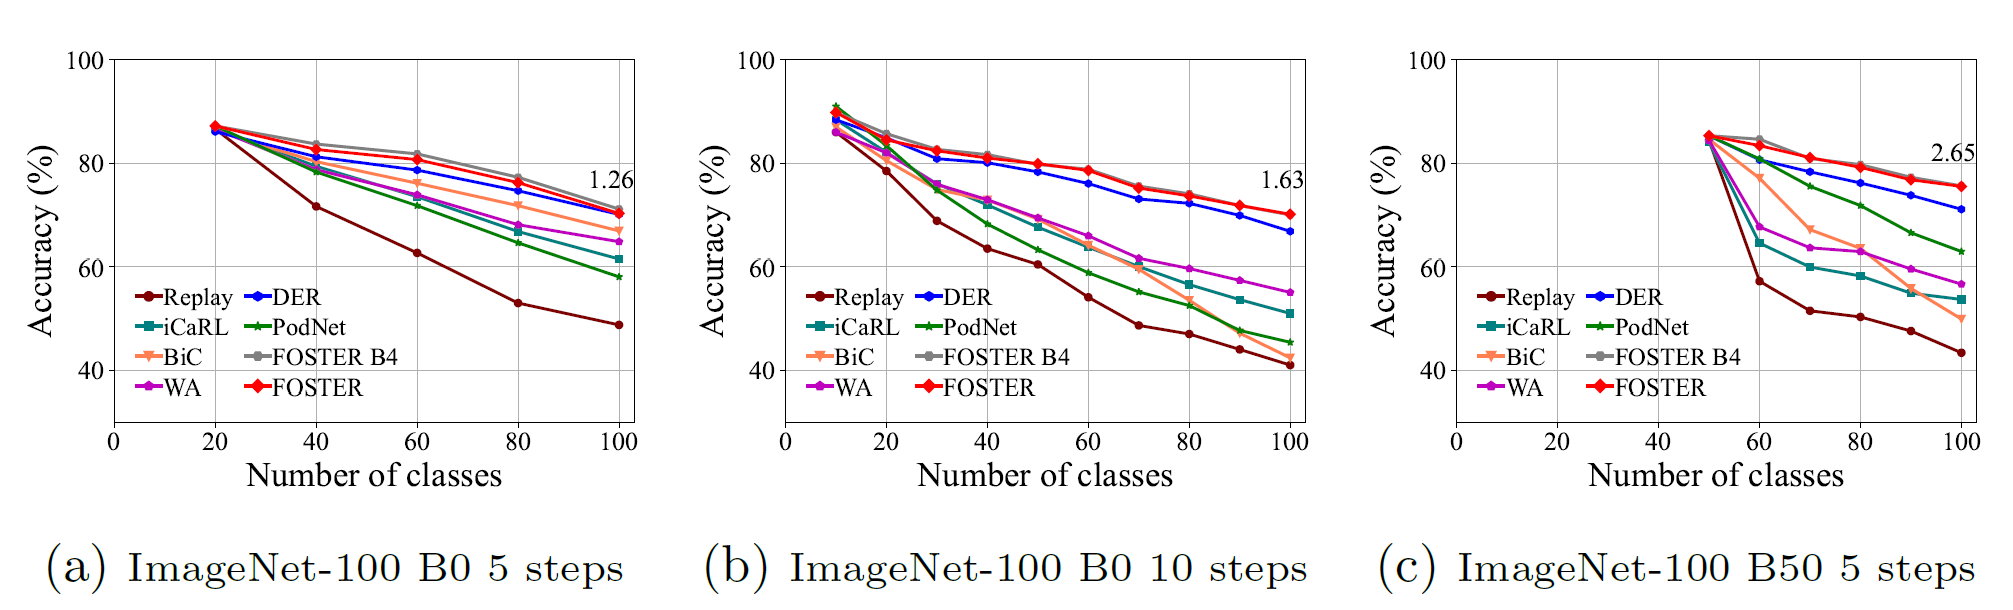 100
80
60
40
Accuracy (%)
1.26
Replay DER
iCaRL PodNet
BiC FOSTER B4
WA FOSTER
0 20 40 60 80 100
Number of classes
(a) ImageNet-100 B0 5 steps
100
80
60
40
Accuracy (%)
1.63
Replay DER
iCaRL PodNet
BiC FOSTER B4
WA FOSTER
0 20 40 60 80 100
Number of classes
(b) ImageNet-100 B0 10 steps
100
80
60
40
Accuracy (%)
2.65
Replay DER
iCaRL PodNet
BiC FOSTER B4
WA FOSTER
0 20 40 60 80 100
Number of classes
(c) ImageNet-100 B50 5 steps